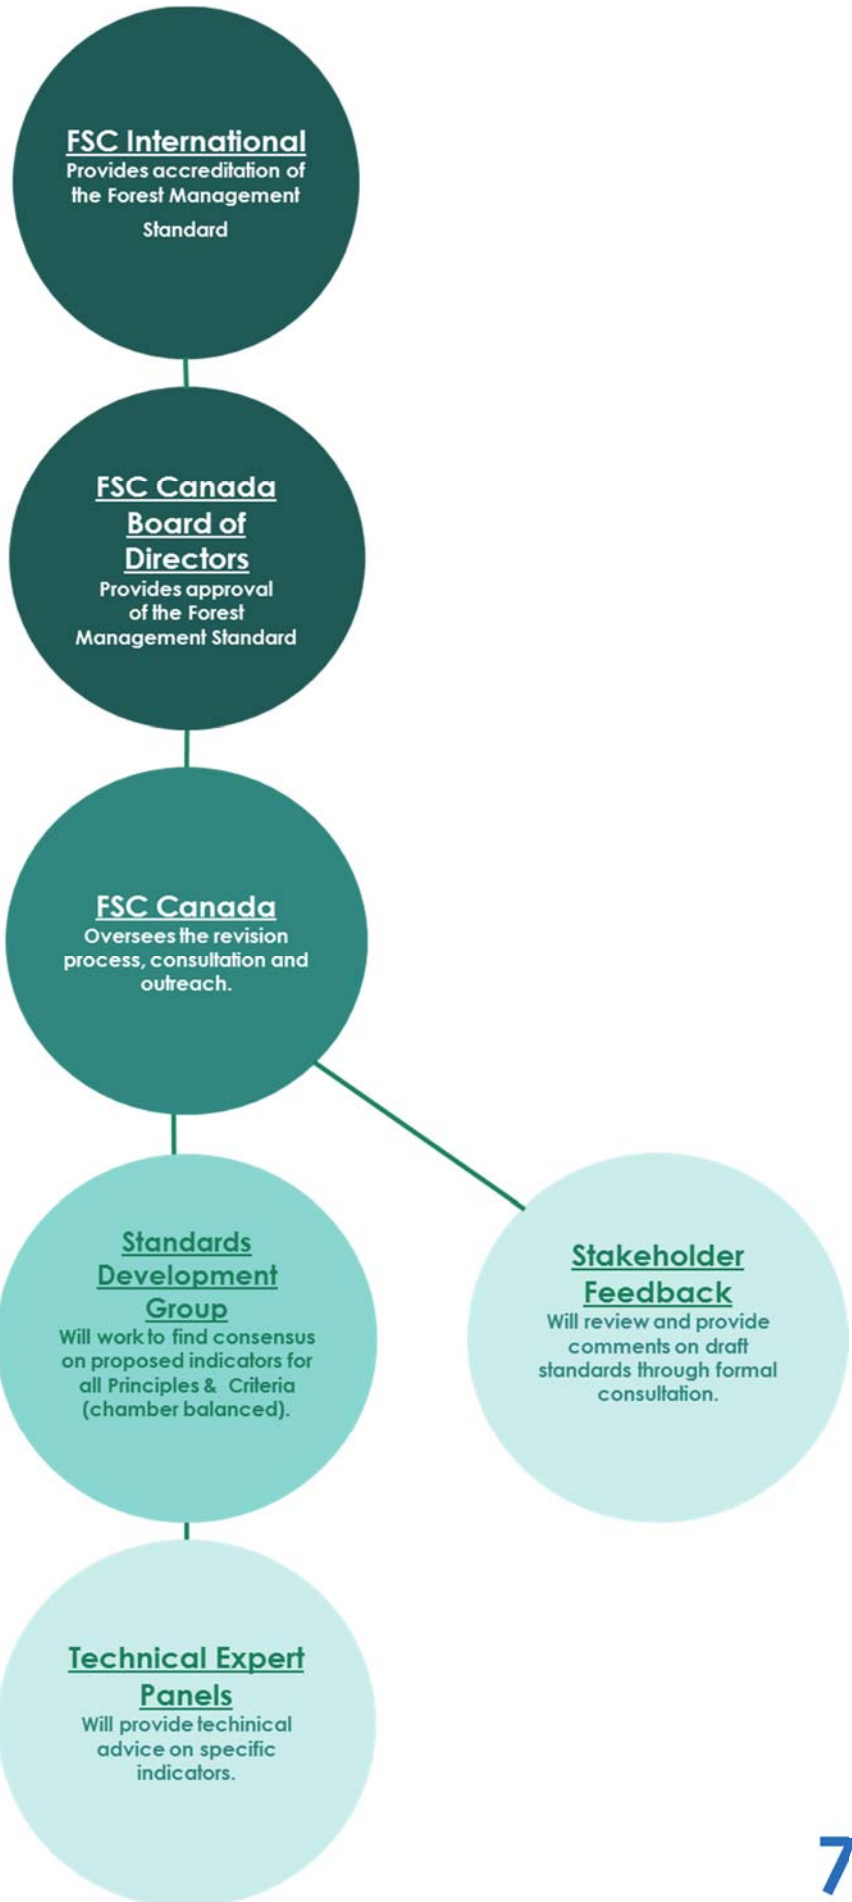 FSC International
Provides accreditation of
the Forest Management
Standard
FSC Canada
Board of
Directors
Provides approval
of the Forest
Management Standard
FSC Canada
Oversees the revision
process, consultation and
outreach.
Standards
Development
Group
Will work to find consensus
on proposed indicators for
all Principles & Criteria
(chamber balanced).
Stakeholder
Feedback
Will review and provide
comments on draft
standards through formal
consultation.
Technical Expert
Panels
Will provide techinical
advice on specific
indicators.
7